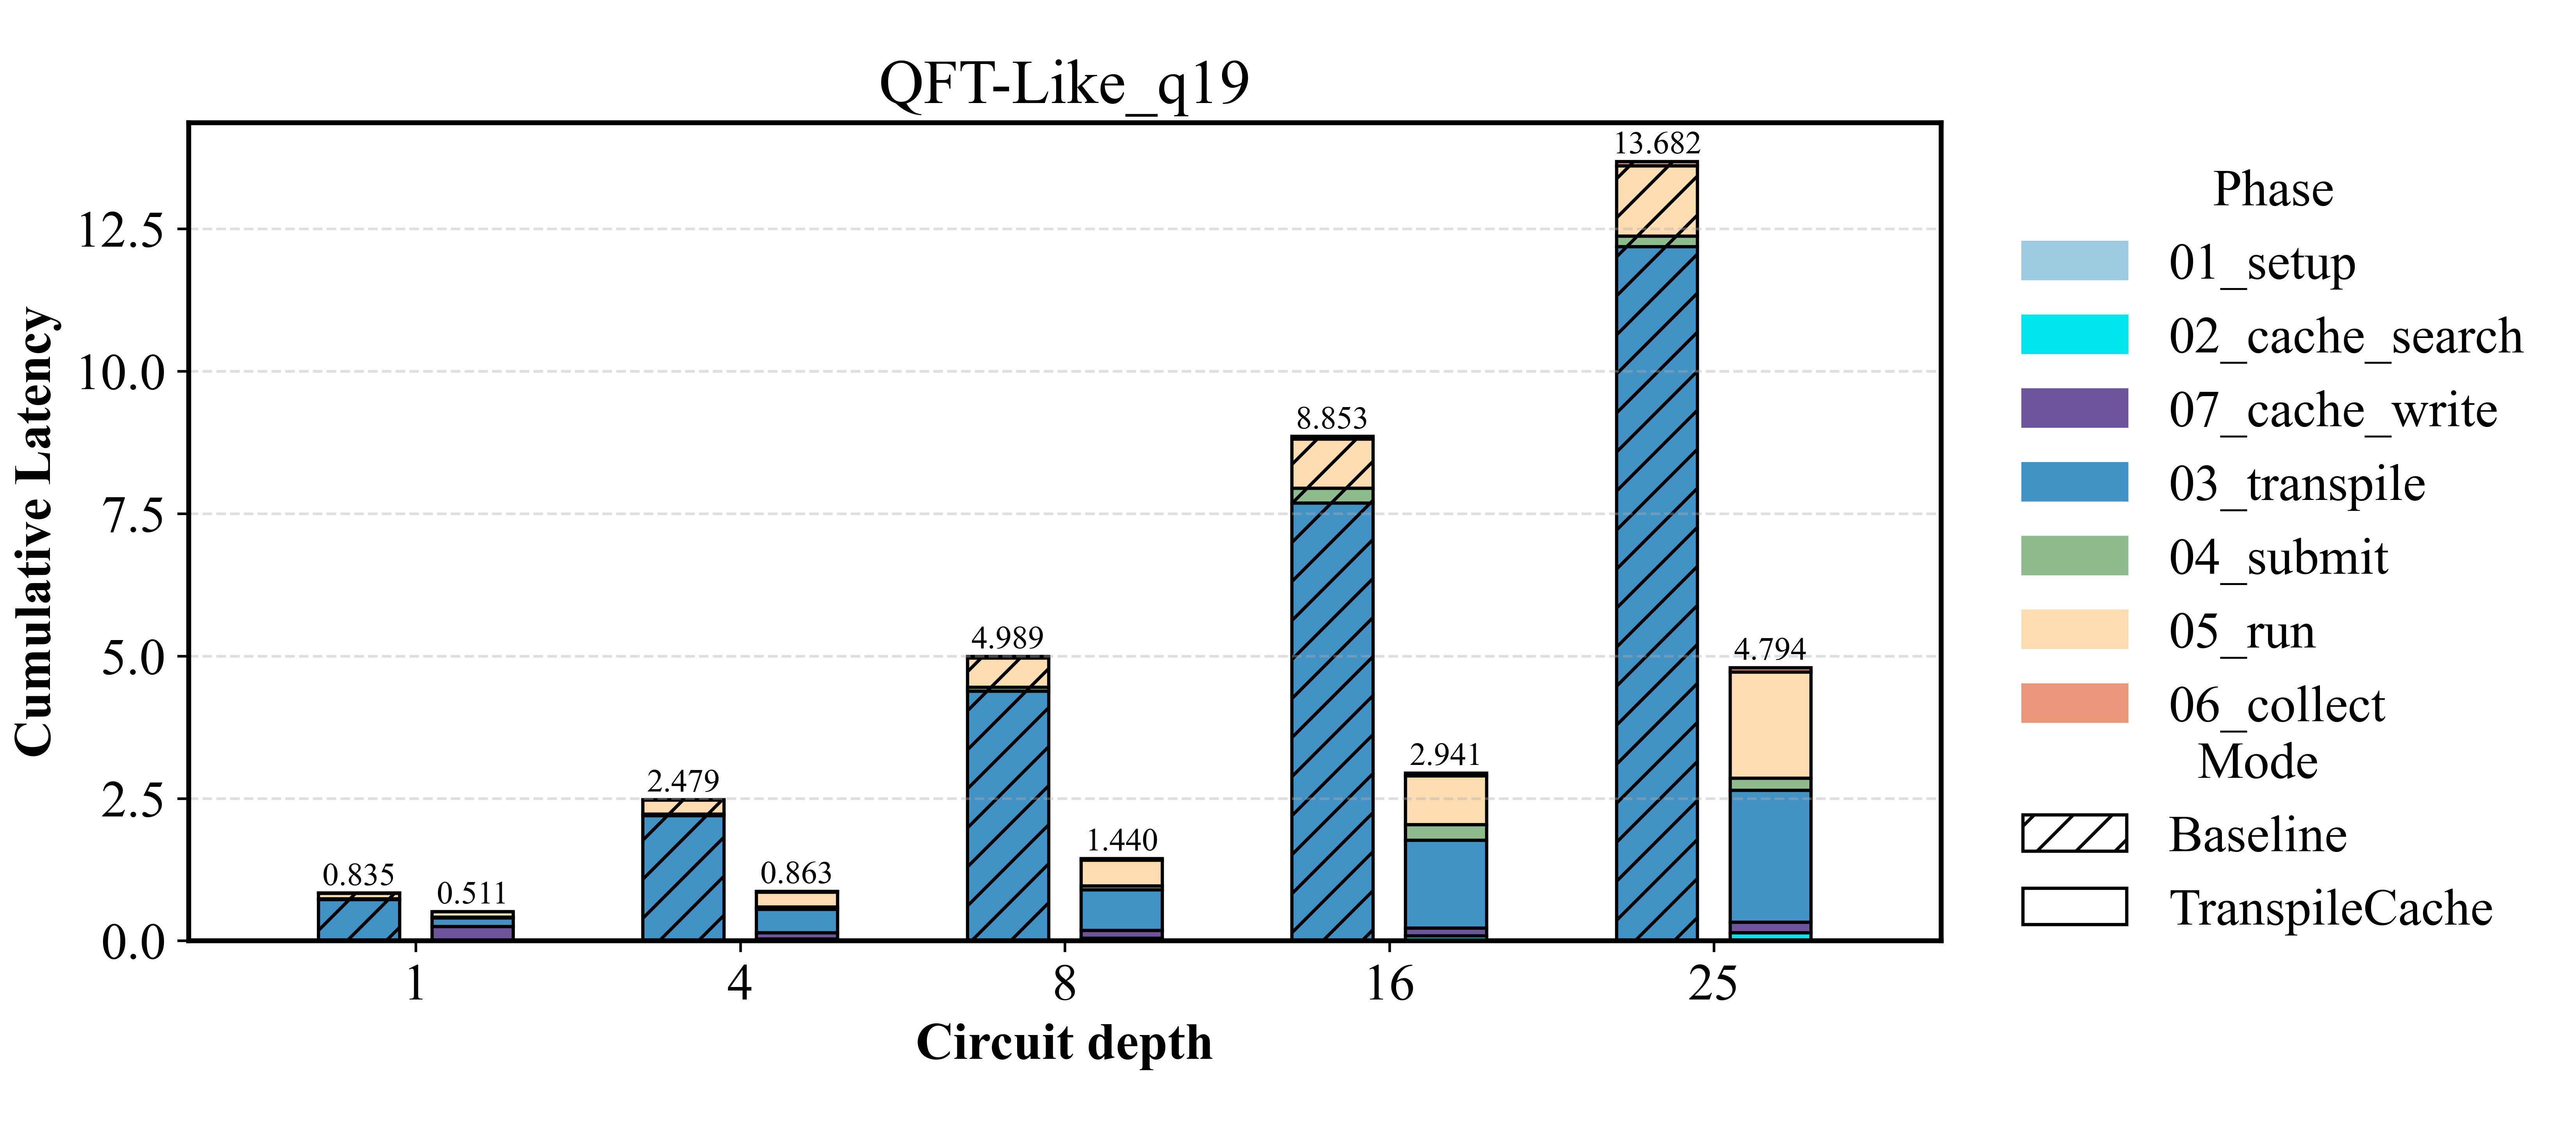 QFT-Like_q19
Cumulative Latency
12.5
10.0
7.5
5.0
2.5
0.0
0.835
0.511
2.479
0.863
4.989
1.440
8.853
2.941
13.682
4.794
1
4
8
16
25
Circuit depth
Phase
01_setup
02_cache_search
07_cache_write
03_transpile
04_submit
05_run
06_collect
Mode
Baseline
TranspileCache